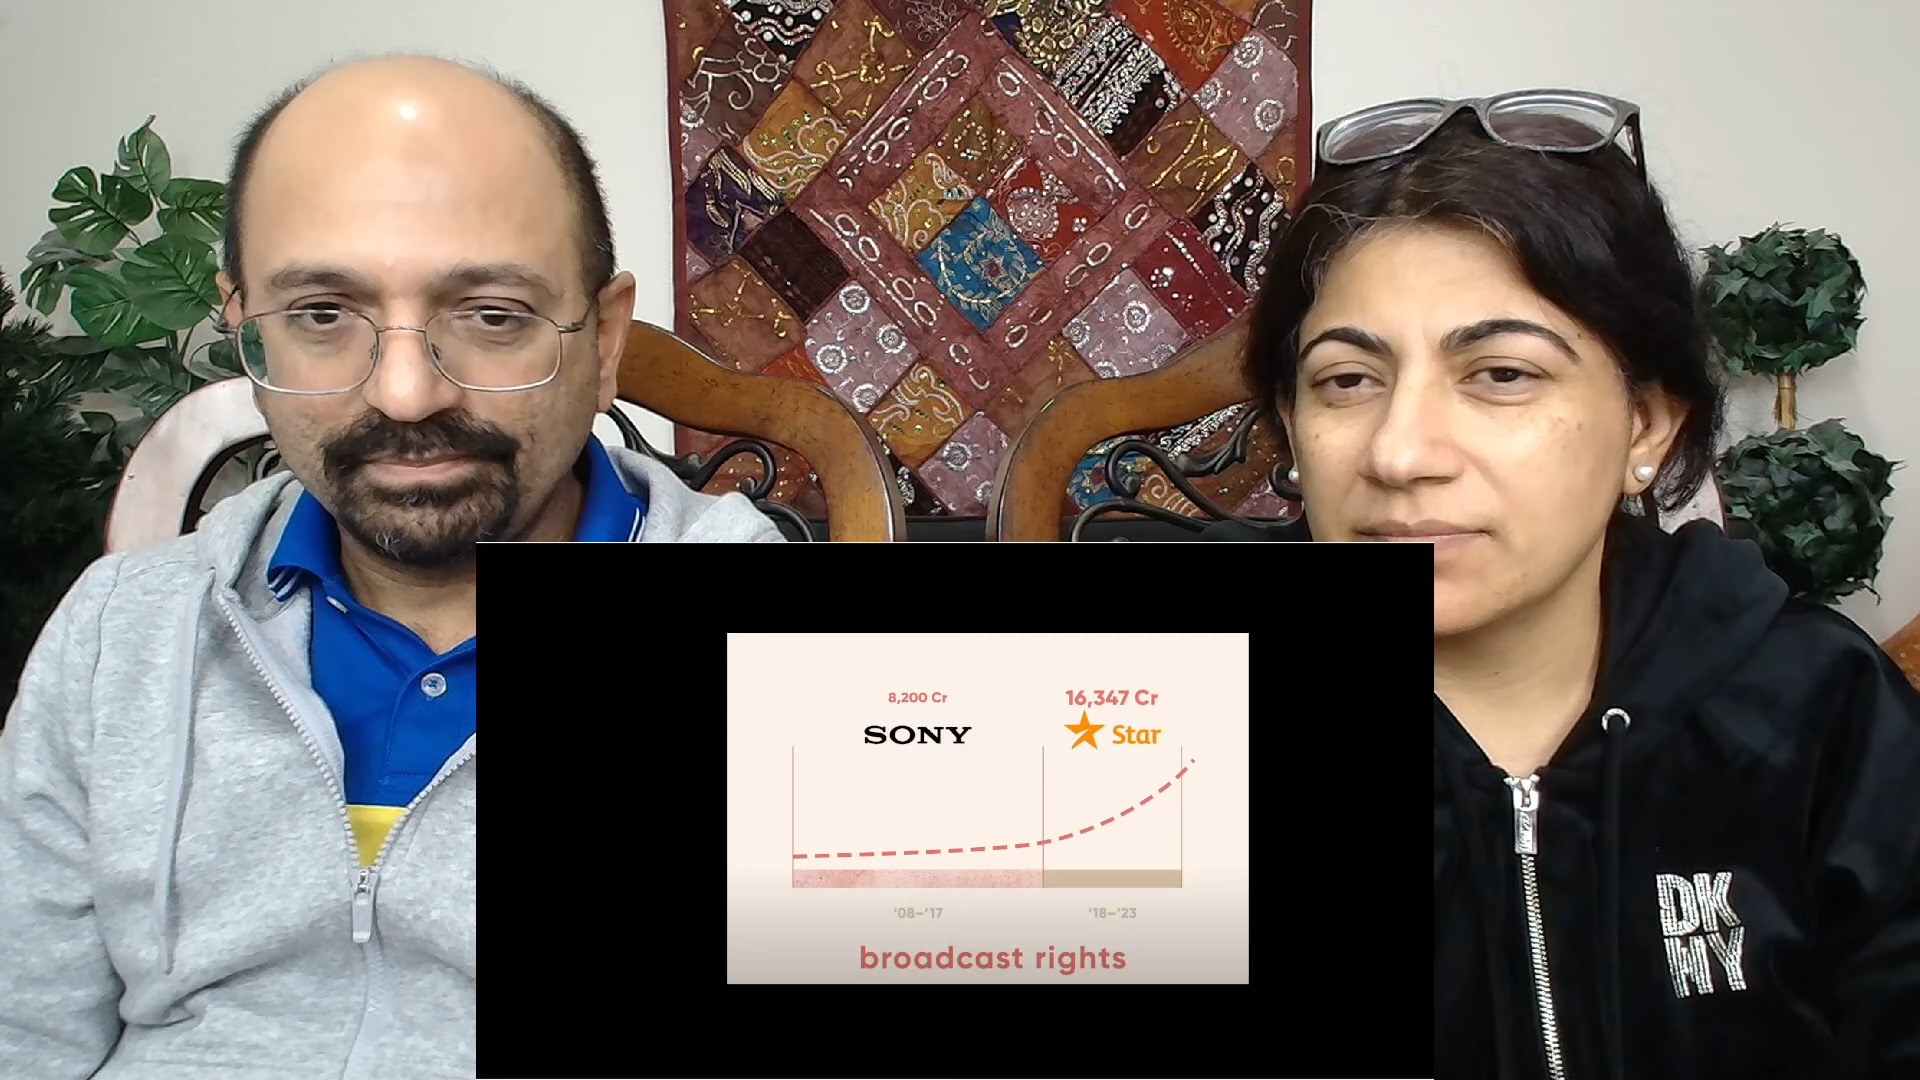 8,200 Cr
16,347 Cr
SONY
Star
'08-'17
'18-'23
broadcast rights
DK
NY